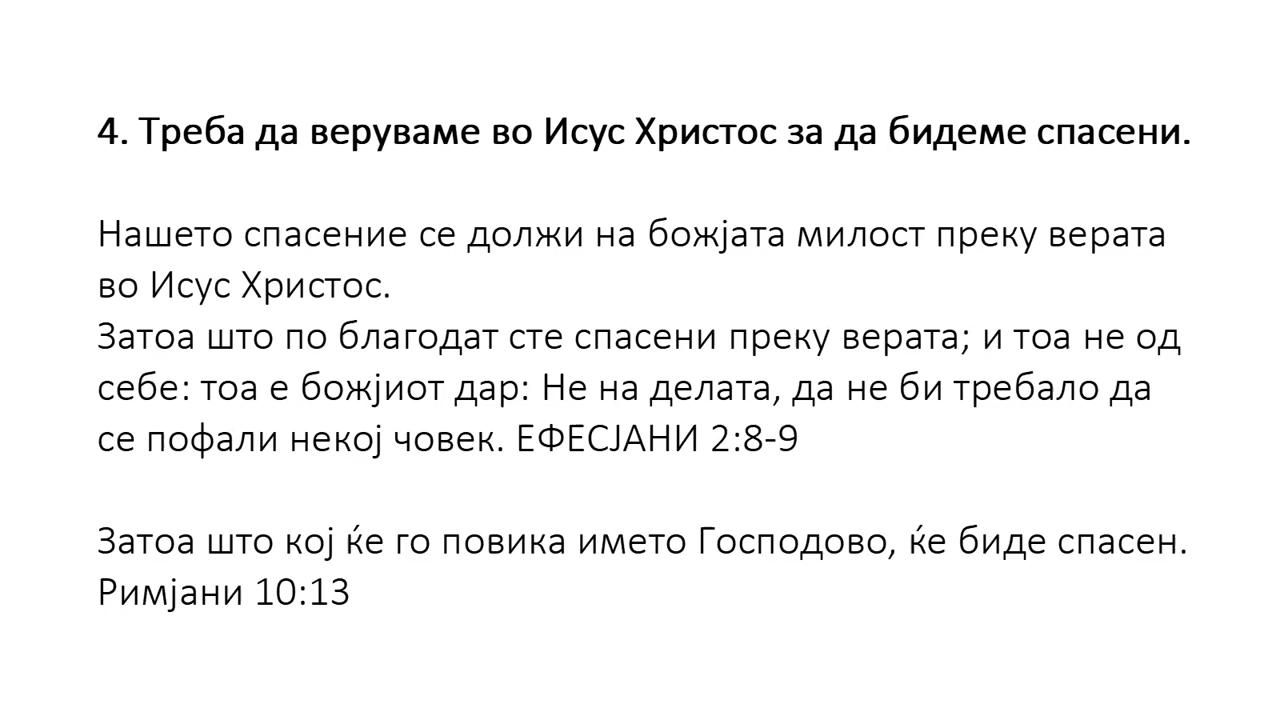 4. Треба да веруваме во Исус Христос за да бидеме спасени.
Нашето спасение се должи на божјата милост преку верата
во Исус Христос.
Затоа што по благодат сте спасени преку верата; и тоа не од
себе: тоа е божјиот дар: Не на делата, да не би требало да
се пофали некој човек. ЕФЕСЈАНИ 2:8-9
Затоа што кој ќе го повика името Господово, ќе биде спасен.
Римјани 10:13